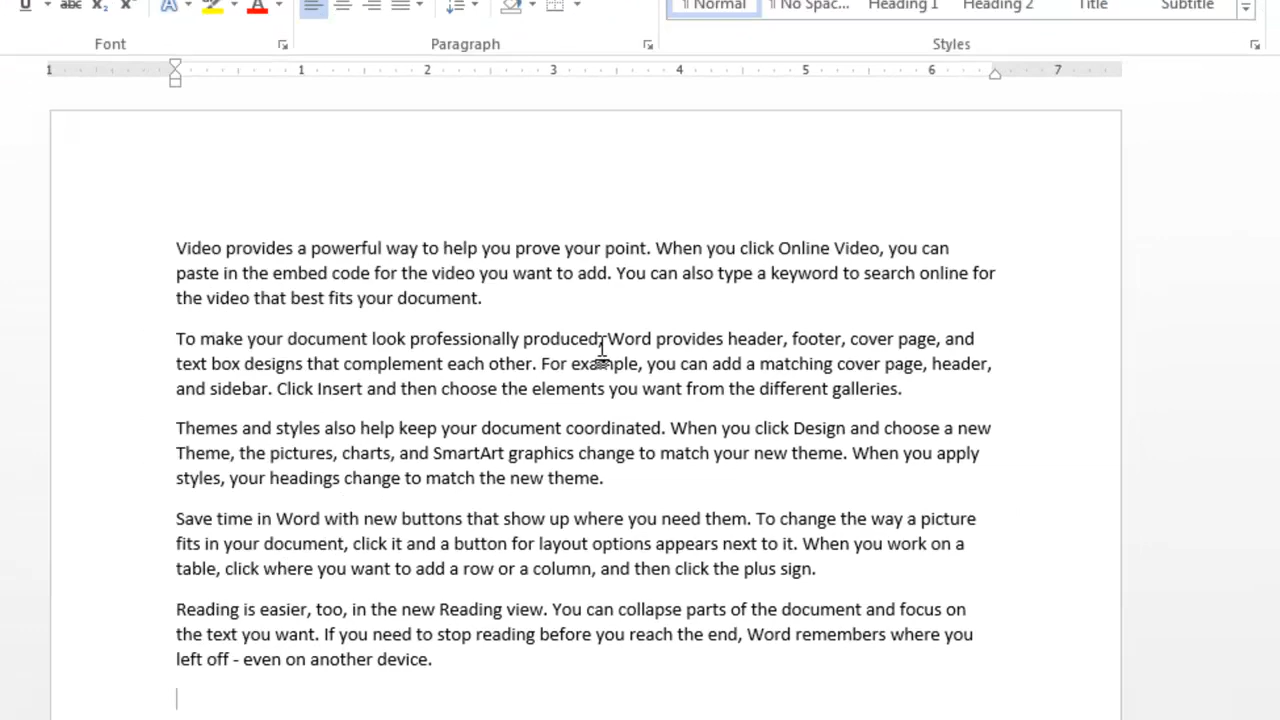 U abc X₂ X A A
Font Paragraph Styles
¶ Normal ¶ No Spac... Heading 1 Heading 2 Title Subtitle
1 1 2 3 4 5 6 7
Video provides a powerful way to help you prove your point. When you click Online Video, you can
paste in the embed code for the video you want to add. You can also type a keyword to search online for
the video that best fits your document.
To make your document look professionally produced, Word provides header, footer, cover page, and
text box designs that complement each other. For example, you can add a matching cover page, header,
and sidebar. Click Insert and then choose the elements you want from the different galleries.
Themes and styles also help keep your document coordinated. When you click Design and choose a new
Theme, the pictures, charts, and SmartArt graphics change to match your new theme. When you apply
styles, your headings change to match the new theme.
Save time in Word with new buttons that show up where you need them. To change the way a picture
fits in your document, click it and a button for layout options appears next to it. When you work on a
table, click where you want to add a row or a column, and then click the plus sign.
Reading is easier, too, in the new Reading view. You can collapse parts of the document and focus on
the text you want. If you need to stop reading before you reach the end, Word remembers where you
left off - even on another device.